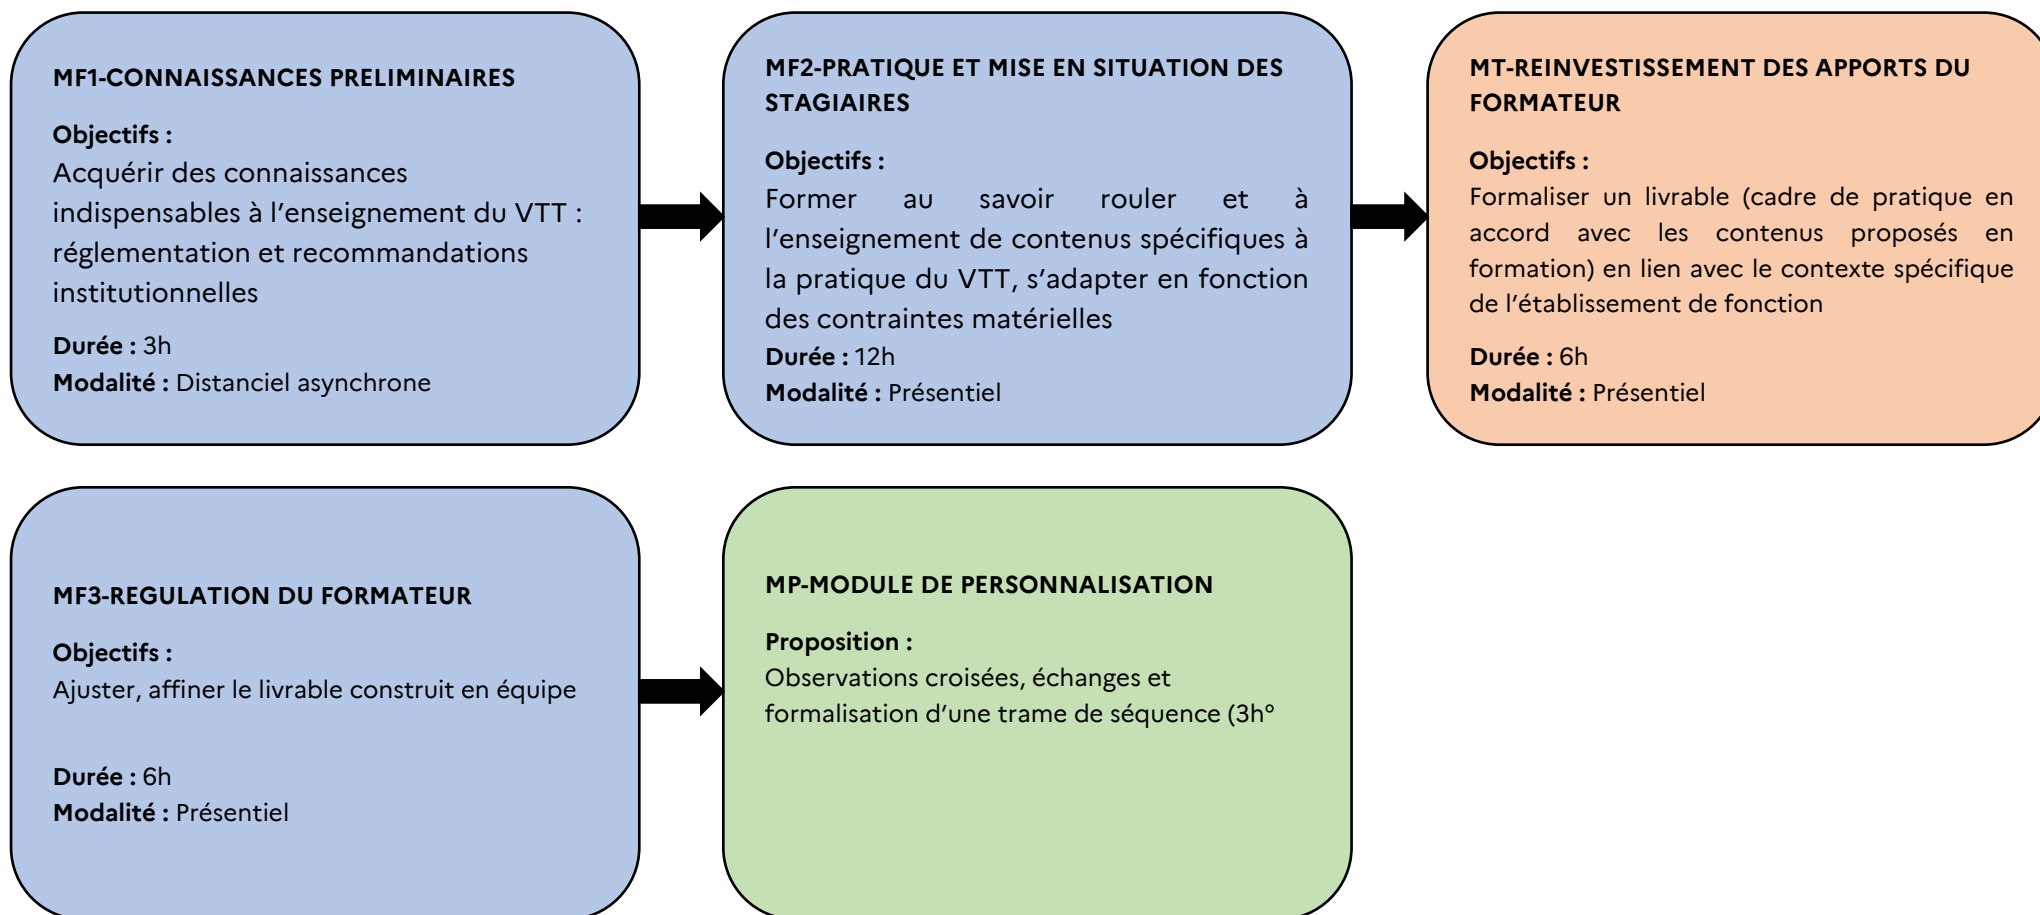 MF1-CONNAISSANCES PRELIMINAIRES
Objectifs :
Acquérir des connaissances
indispensables à l’enseignement du VTT :
réglementation et recommandations
institutionnelles
Durée : 3h
Modalité : Distanciel asynchrone
MF2-PRATIQUE ET MISE EN SITUATION DES
STAGIAIRES
Objectifs :
Former au savoir rouler et à
l’enseignement de contenus spécifiques à
la pratique du VTT, s’adapter en fonction
des contraintes matérielles
Durée : 12h
Modalité : Présentiel
MT-REINVESTISSEMENT DES APPORTS DU
FORMATEUR
Objectifs :
Formaliser un livrable (cadre de pratique en
accord avec les contenus proposés en
formation) en lien avec le contexte spécifique
de l’établissement de fonction
Durée : 6h
Modalité : Présentiel
MF3-REGULATION DU FORMATEUR
Objectifs :
Ajuster, affiner le livrable construit en équipe
Durée : 6h
Modalité : Présentiel
MP-MODULE DE PERSONNALISATION
Proposition :
Observations croisées, échanges et
formalisation d’une trame de séquence (3h°